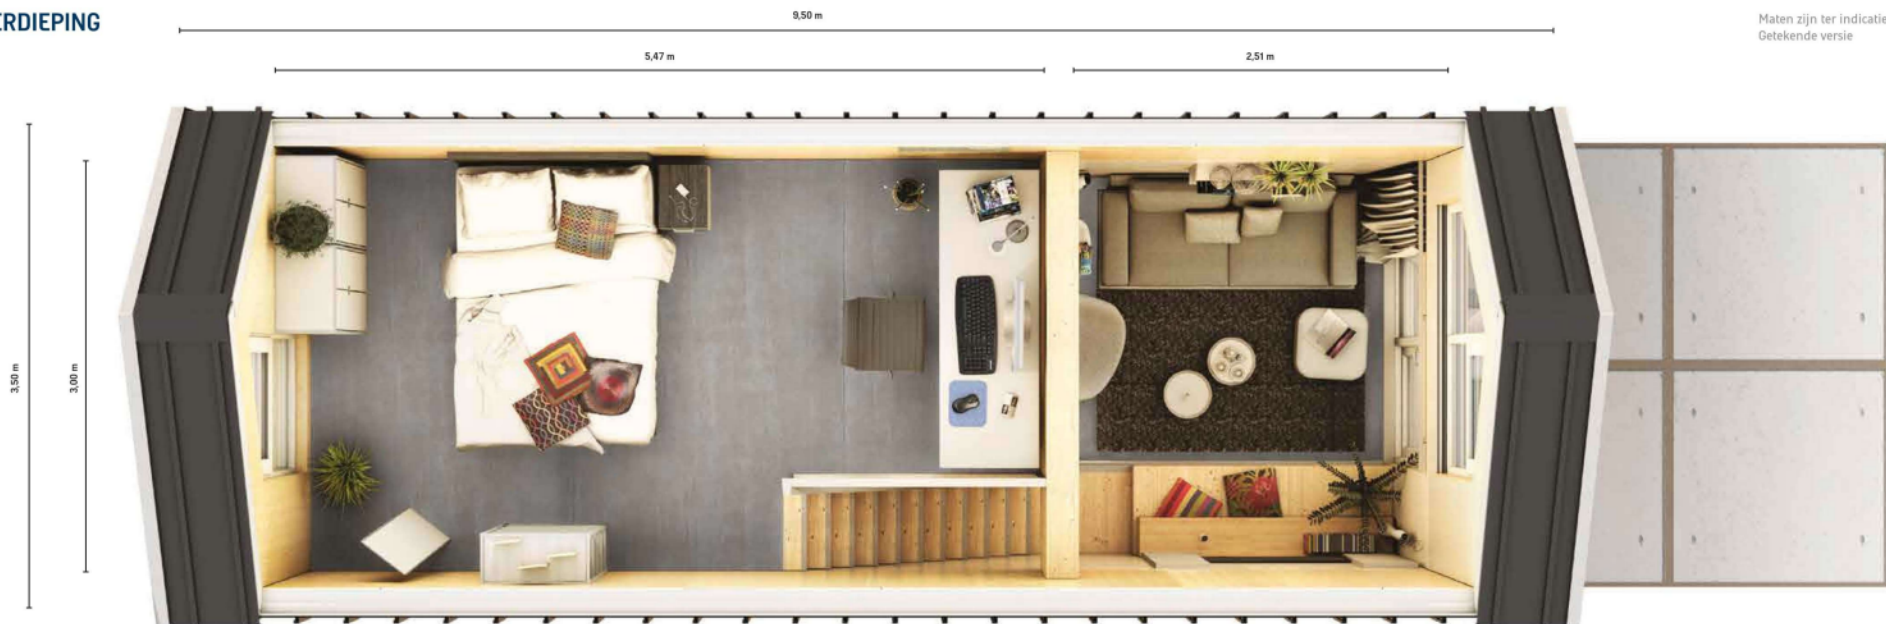 ERDIEPING
9,50 m
Maten zijn ter indicatie
Getekende versie
5,47 m
2,51 m
3,50 m
3,00 m